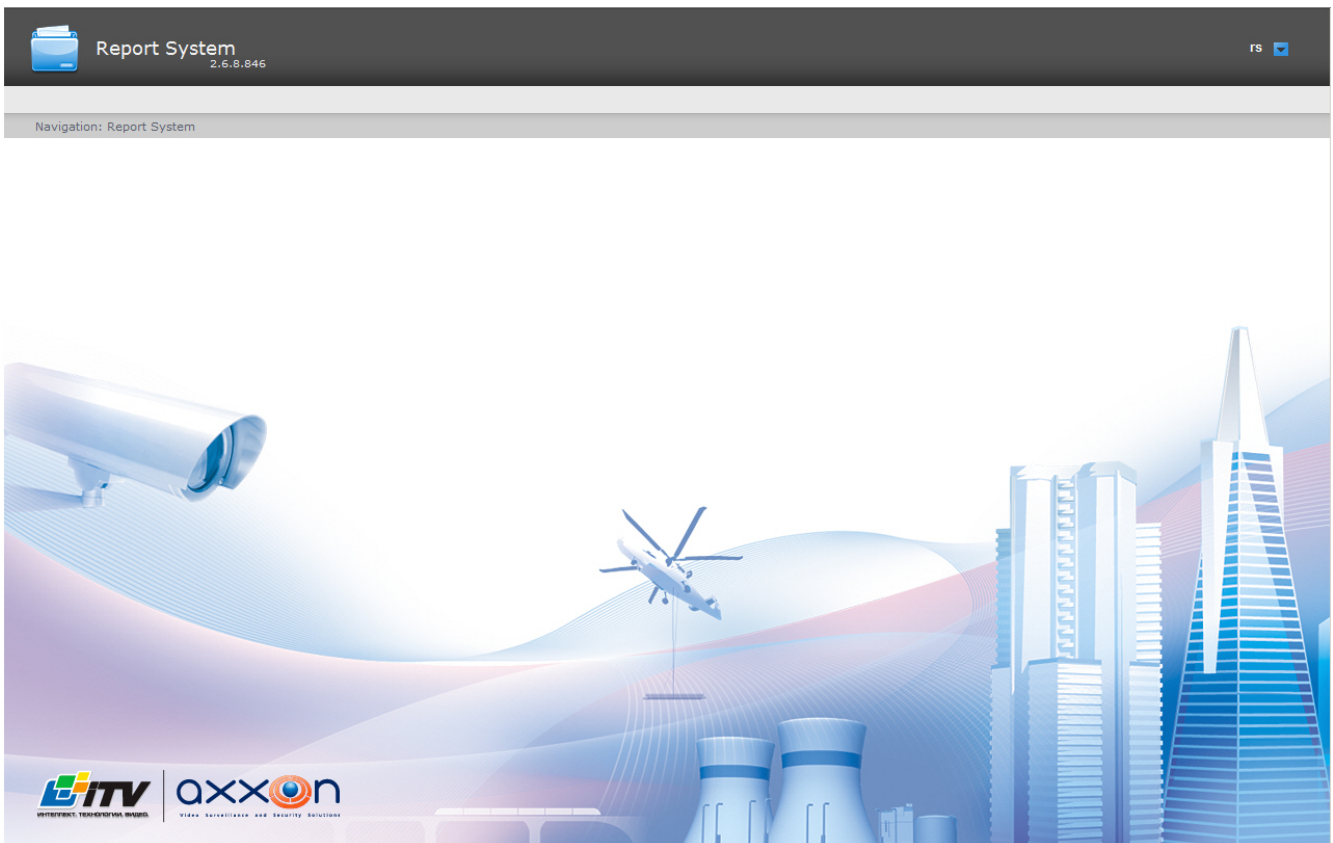 Report System
2.6.8.846
rs
Navigation: Report System
iTV
ИНТЕЛЛЕКТ. ТЕХНОЛОГИИ. ВИДЕО.
axxon
Video Surveillance and Security Solutions